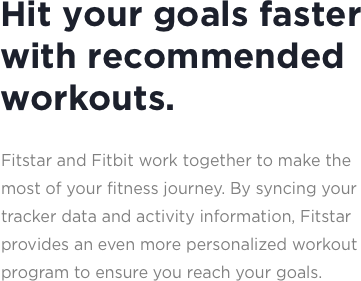 Hit your goals faster
with recommended
workouts.
Fitstar and Fitbit work together to make the
most of your fitness journey. By syncing your
tracker data and activity information, Fitstar
provides an even more personalized workout
program to ensure you reach your goals.